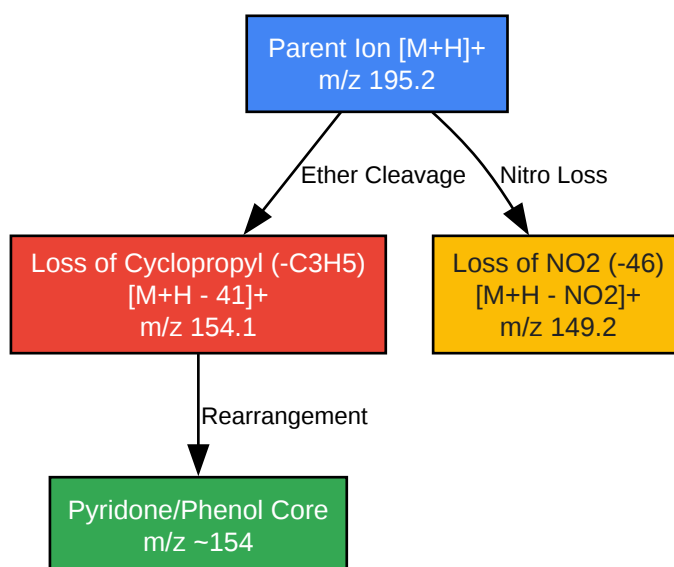 Parent Ion [M+H]+
m/z 195.2
Ether Cleavage
Nitro Loss
Loss of Cyclopropyl (-C3H5)
[M+H - 41]+
m/z 154.1
Loss of NO2 (-46)
[M+H - NO2]+
m/z 149.2
Rearrangement
Pyridone/Phenol Core
m/z ~154